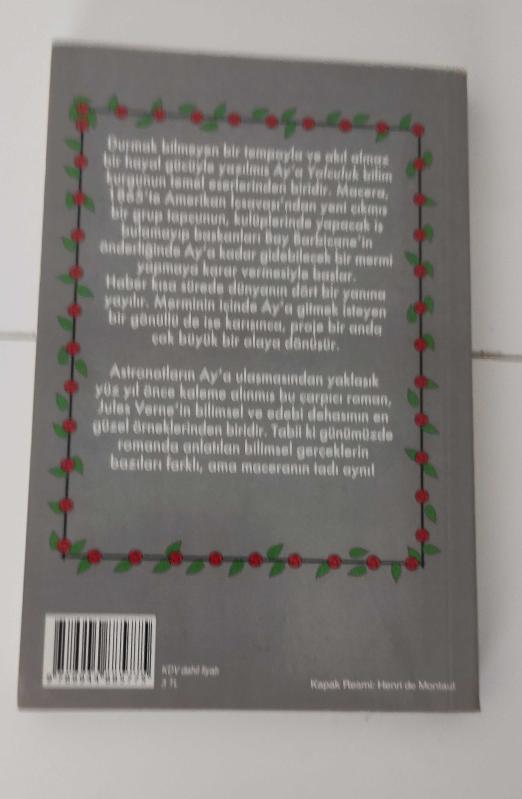 Durmak bilmeyen bir tempoyla ve akıl almaz
bir hayal gücüyle yazılmış Ay'a Yolculuk bilim
kurgunun temel eserlerinden biridir. Macera,
1865'te Amerikan İçsavaşı'ndan yeni çıkmış
bir grup topçunun, kulüplerinde yapacak iş
bulamayıp başkanları Bay Barbicane'in
önderliğinde Ay'a kadar gidebilecek bir mermi
yapmaya karar vermesiyle başlar.
Haber kısa sürede dünyanın dört bir yanına
yayılır. Merminin içinde Ay'a gitmek isteyen
bir gönüllü de işe karışınca, proje bir anda
çok büyük bir olaya dönüşür.
Astronotların Ay'a ulaşmasından yaklaşık
yüz yıl önce kaleme alınmış bu çarpıcı roman,
Jules Verne'in bilimsel ve edebi dehasının en
güzel örneklerinden biridir. Tabii ki günümüzde
romanda anlatılan bilimsel gerçeklerin
bazıları farklı, ama maceranın tadı aynı!
KDV dahil fiyatı
3 TL
Kapak Resmi: Henri de Montaut